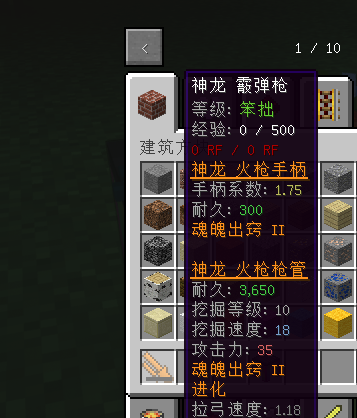 <
1 / 10
神龙 霰弹枪
等级: 笨拙
经验: 0 / 500
0 RF / 0 RF
建筑方
神龙 火枪手柄
手柄系数: 1.75
耐久: 300
魂魄出窍 II
神龙 火枪枪管
耐久: 3,650
挖掘等级: 10
挖掘速度: 18
攻击力: 35
魂魄出窍 II
进化
拉弓速度: 1.18